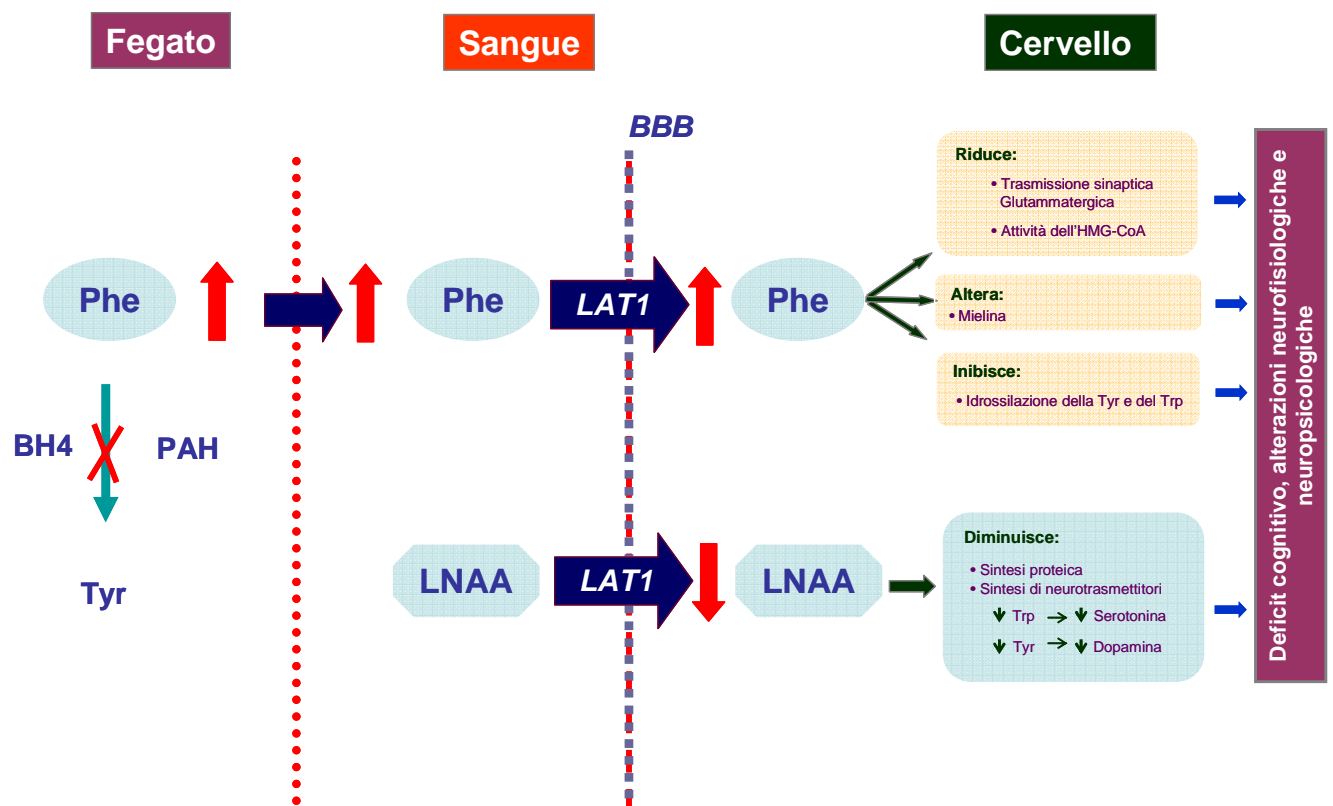 Fegato
Sangue
Cervello
BBB
Riduce:
• Trasmissione sinaptica
Glutammatergica
• Attività dell'HMG-CoA
Phe
Phe
LAT1
Phe
Altera:
• Mielina
Inibisce:
• Idrossilazione della Tyr e del Trp
BH4
PAH
Tyr
LNAA
LAT1
LNAA
Diminuisce:
• Sintesi proteica
• Sintesi di neurotrasmettitori
Trp → Serotonina
Tyr → Dopamina
Deficit cognitivo, alterazioni neurofisiologiche e
neuropsicologiche